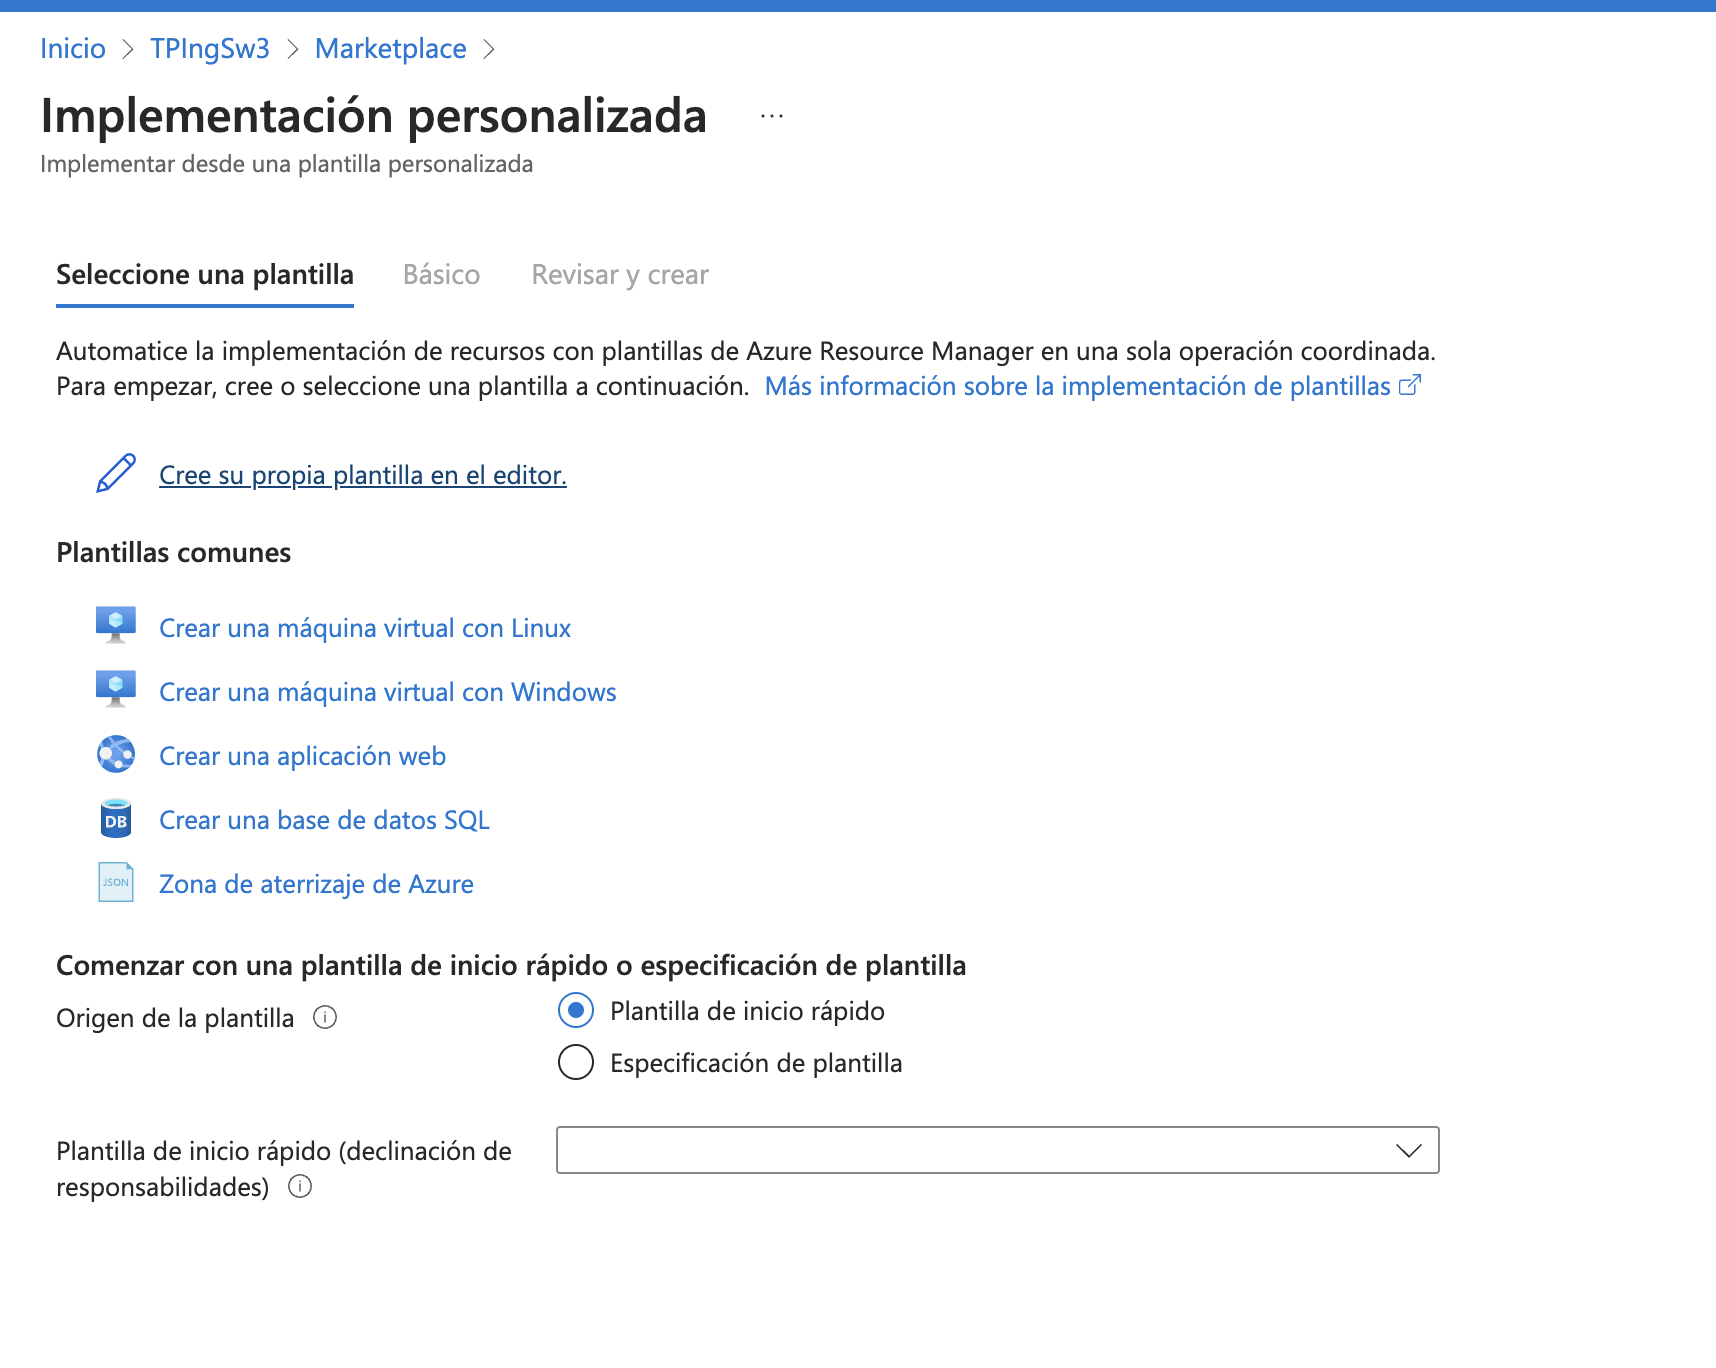 Inicio > TPIngSw3 > Marketplace >
Implementación personalizada ...
Implementar desde una plantilla personalizada
Seleccione una plantilla Básico Revisar y crear
Automatice la implementación de recursos con plantillas de Azure Resource Manager en una sola operación coordinada.
Para empezar, cree o seleccione una plantilla a continuación. Más información sobre la implementación de plantillas
Cree su propia plantilla en el editor.
Plantillas comunes
Crear una máquina virtual con Linux
Crear una máquina virtual con Windows
Crear una aplicación web
DB Crear una base de datos SQL
JSON Zona de aterrizaje de Azure
Comenzar con una plantilla de inicio rápido o especificación de plantilla
Origen de la plantilla
Plantilla de inicio rápido
Especificación de plantilla
Plantilla de inicio rápido (declinación de
responsabilidades)